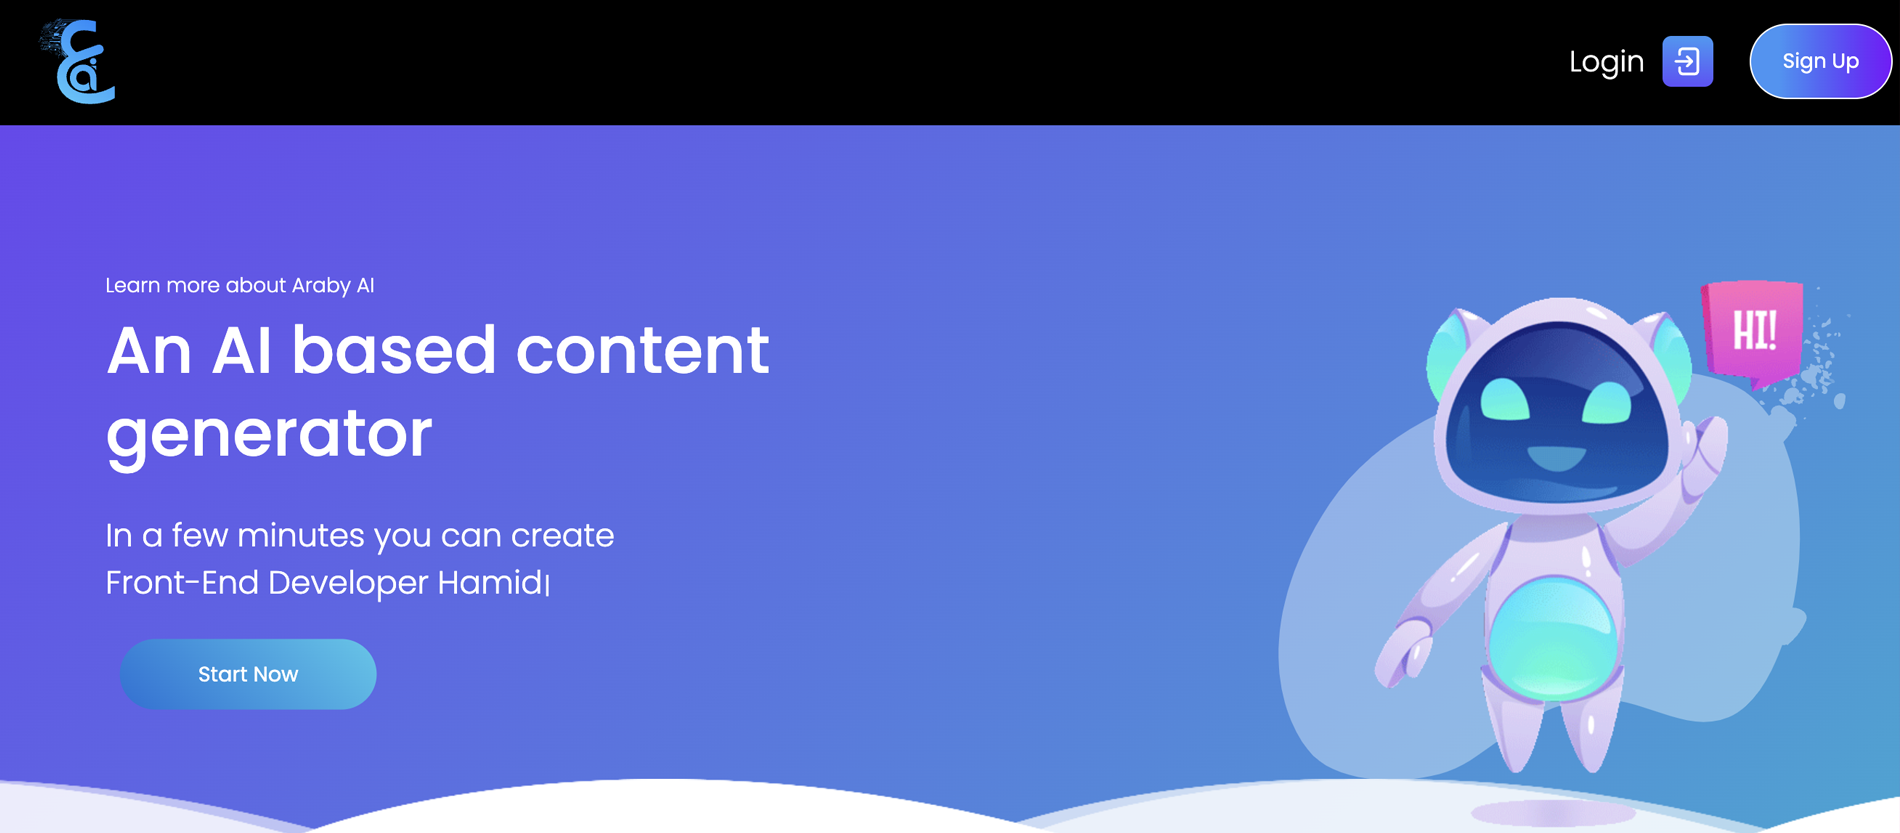 Login
Sign Up
Learn more about Araby AI
An AI based content
generator
HI!
In a few minutes you can create
Front-End Developer Hamid
Start Now